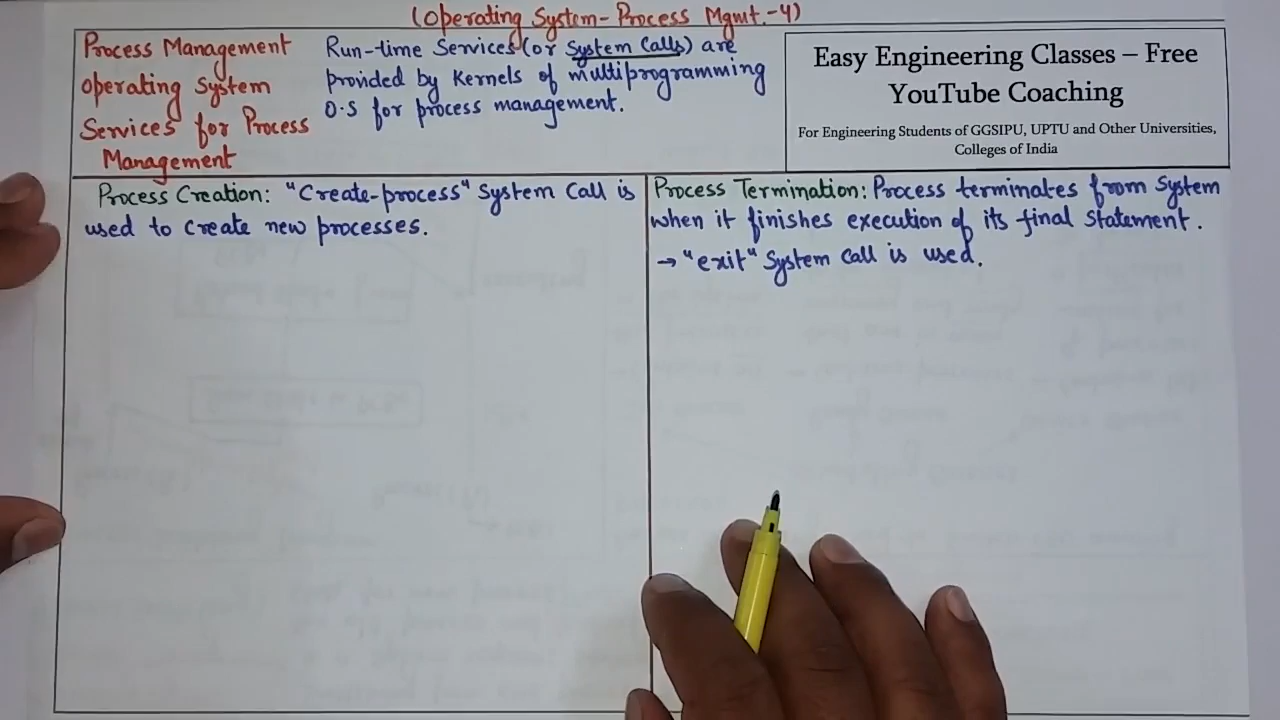 (Operating System- Process Mgmt.-4)
Process Management
Operating System
Services for Process
Management
Run-time Services (or System Calls) are
provided by Kernels of multiprogramming
O.S for process management.
Easy Engineering Classes – Free
YouTube Coaching
For Engineering Students of GGSIPU, UPTU and Other Universities,
Colleges of India
Process Creation: "Create-process" System Call is
used to create new processes.
Process Termination: Process terminates from System
when it finishes execution of its final Statement.
→ "exit" System Call is used.